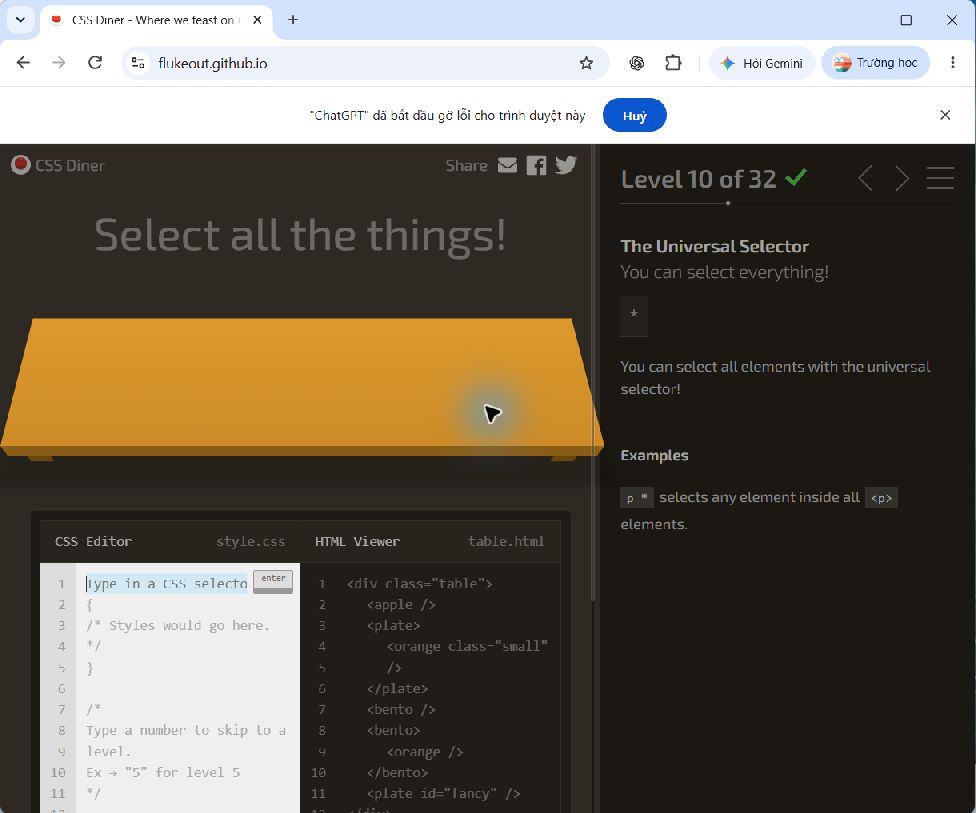 CSS Diner - Where we feast on
flukeout.github.io
Hỏi Gemini
Trường học
"ChatGPT" đã bắt đầu gỡ lỗi cho trình duyệt này
Huỷ
CSS Diner
Share
Select all the things!
CSS Editor
style.css
HTML Viewer
table.html
1
Type in a CSS selecto
enter
2
{
3
/* Styles would go here.
4
*/
5
}
6
7
/*
8
Type a number to skip to a
9
level.
10
Ex → "5" for level 5
11
*/
1
<div class="table">
2
<apple />
3
<plate>
4
<orange class="small"
5
/>
6
</plate>
7
<bento />
8
<bento>
9
<orange />
10
</bento>
11
<plate id="fancy" />
Level 10 of 32
The Universal Selector
You can select everything!
*
You can select all elements with the universal
selector!
Examples
p * selects any element inside all <p>
elements.